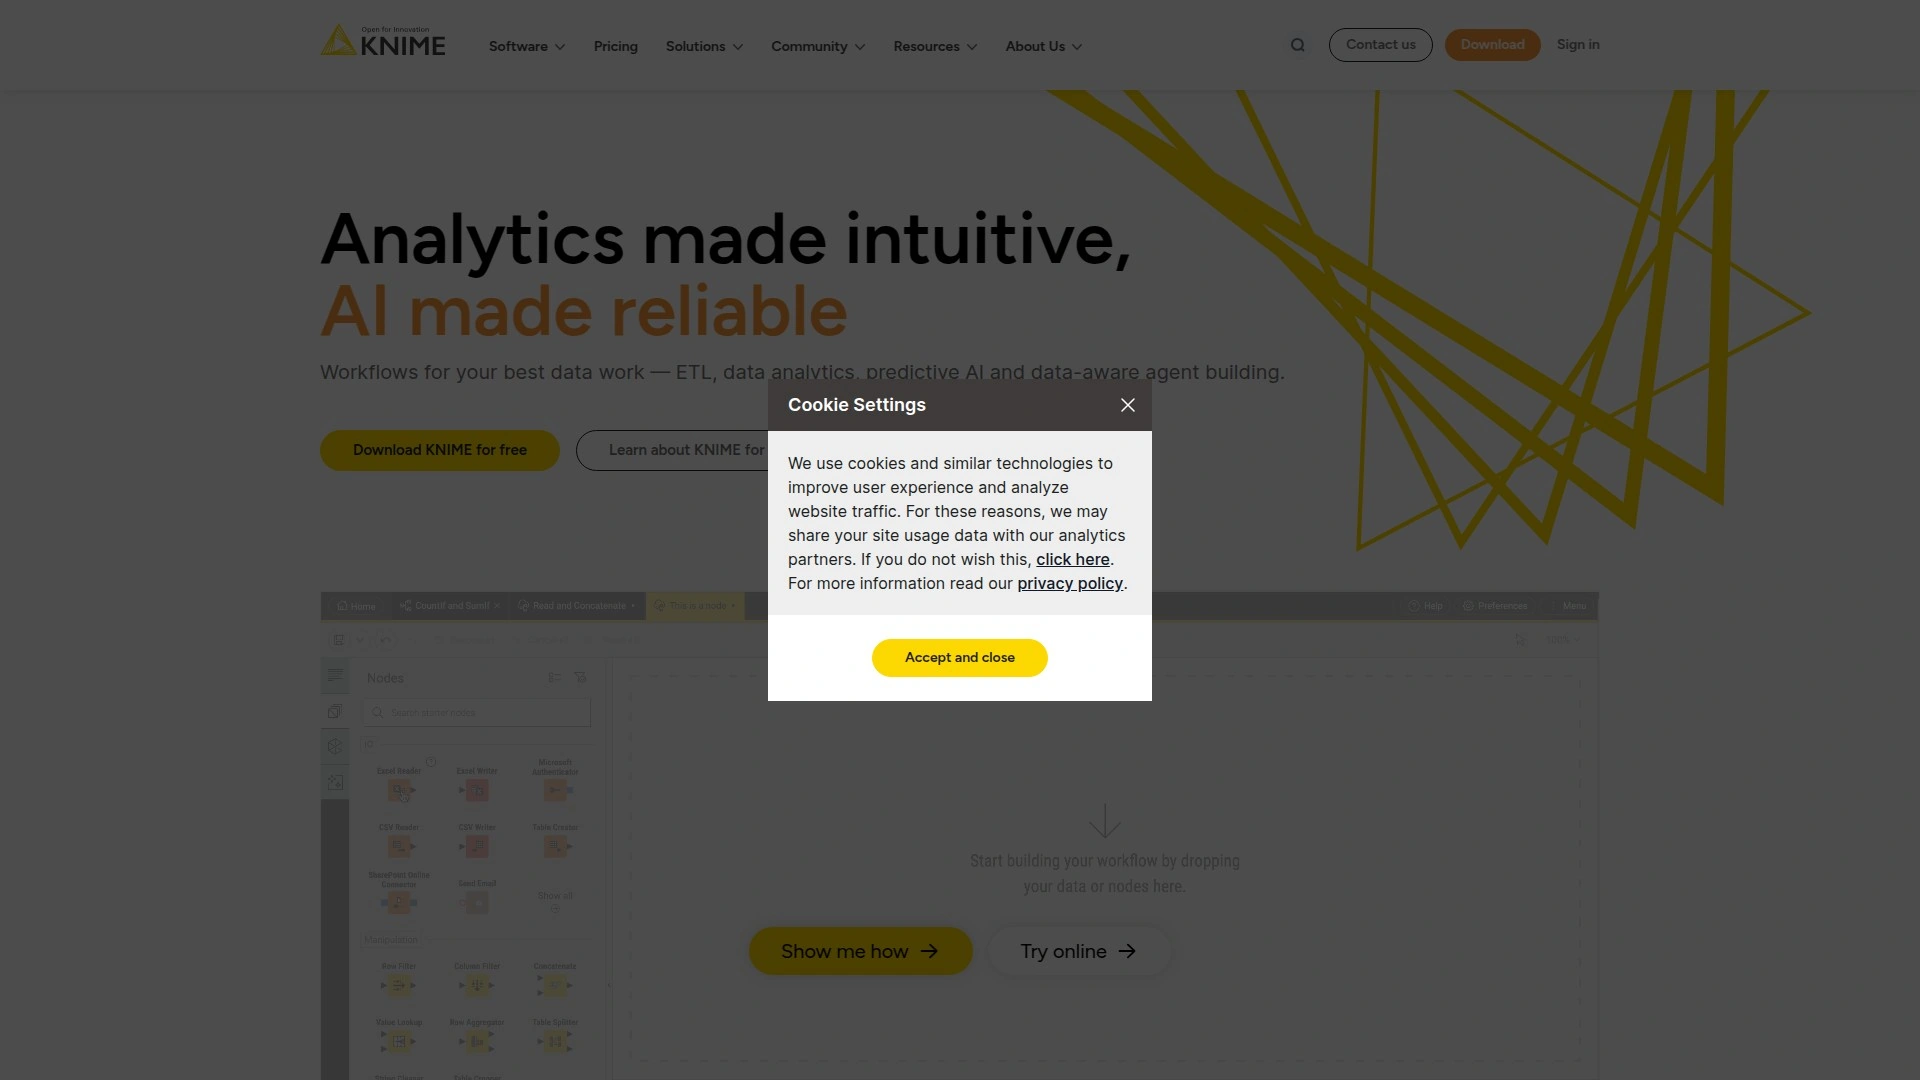 Open for Innovation
KNIME
Software
Pricing
Solutions
Community
Resources
About Us
Contact us
Download
Sign in
Analytics made intuitive,
AI made reliable
Workflows for your best data work — ETL, data analytics, predictive AI and data-aware agent building.
Download KNIME for free
Learn about KNIME for
Cookie Settings
We use cookies and similar technologies to
improve user experience and analyze
website traffic. For these reasons, we may
share your site usage data with our analytics
partners. If you do not wish this, click here.
For more information read our privacy policy.
Accept and close
Home
CountIf and SumIf
Read and Concatenate
This is a node
Help
Preferences
Menu
Nodes
Search
IO
Excel Reader
Excel Writer
Microsoft
Authenticator
CSV Reader
CSV Writer
Table Creator
SharePoint Online
Connector
Send Email
Show all
Manipulation
Row Filter
Column Filter
Concatenate
Value Lookup
Row Aggregator
Table Splitter
Start building your workflow by dropping
your data or nodes here.
Show me how
Try online